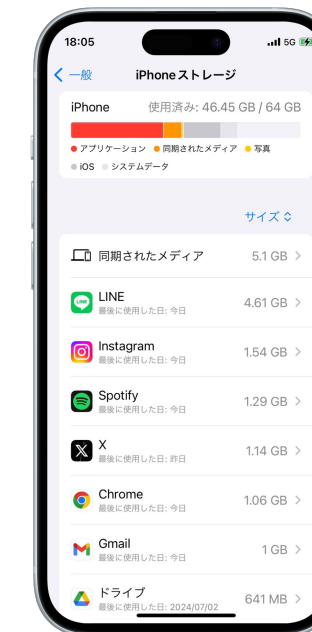 18:05
5G
一般
iPhoneストレージ
iPhone
使用済み: 46.45 GB / 64 GB
アプリケーション
同期されたメディア
写真
iOS
システムデータ
サイズ
同期されたメディア
5.1 GB
LINE
LINE
最後に使用した日: 今日
4.61 GB
Instagram
最後に使用した日: 今日
1.54 GB
Spotify
最後に使用した日: 今日
1.29 GB
X
最後に使用した日: 昨日
1.14 GB
Chrome
最後に使用した日: 今日
1.06 GB
Gmail
最後に使用した日: 今日
1 GB
ドライブ
最後に使用した日: 2024/07/02
641 MB